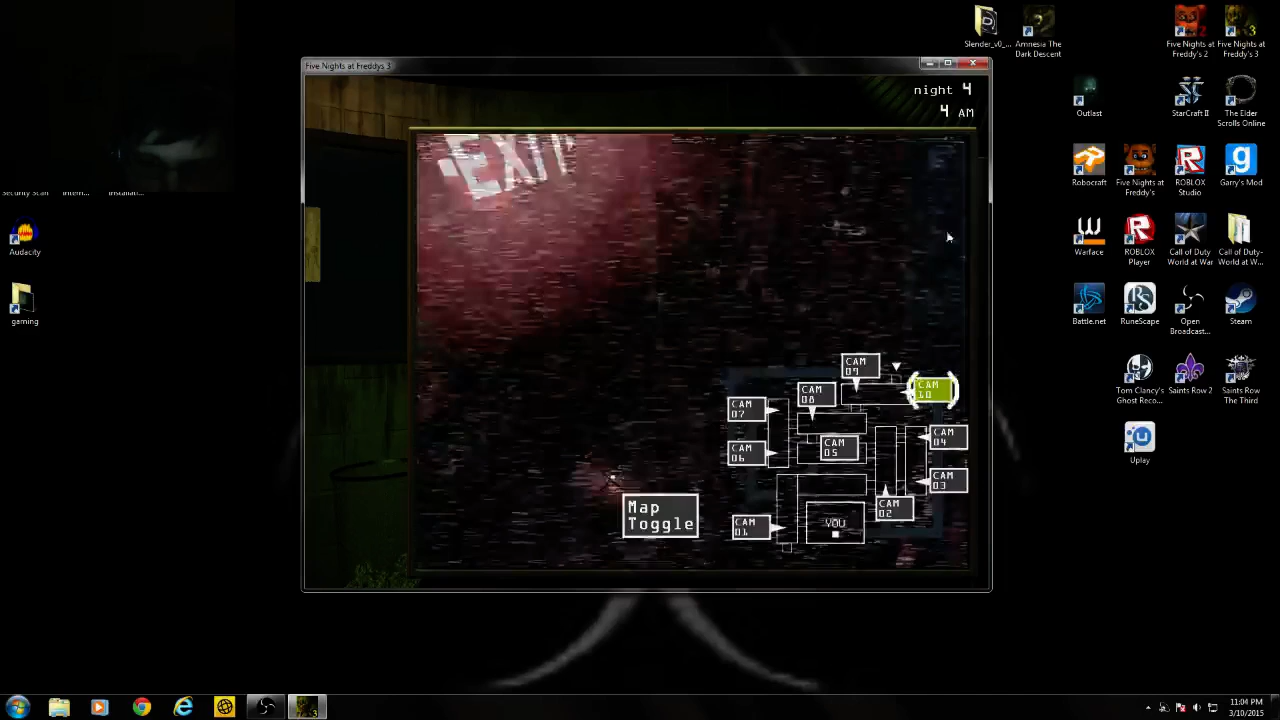 Five Nights at Freddys 3
night 4
4 AM
EXIT
CAM 09
CAM 10
CAM 08
CAM 07
CAM 04
CAM 05
CAM 06
CAM 03
CAM 02
CAM 01
YOU
Map
Toggle
Slender_v0_...
Amnesia The
Dark Descent
Five Nights at
Freddy's 2
Five Nights at
Freddy's 3
Outlast
StarCraft II
The Elder
Scrolls Online
Robocraft
Five Nights at
Freddy's
ROBLOX
Studio
Garry's Mod
Warface
ROBLOX
Player
Call of Duty
World at War
Call of Duty-
World at W...
Battle.net
RuneScape
Open
Broadcast...
Steam
Tom Clancy's
Ghost Reco...
Saints Row 2
Saints Row
The Third
Uplay
Security Scan
Intern...
Installati...
Audacity
gaming
11:04 PM
3/10/2015